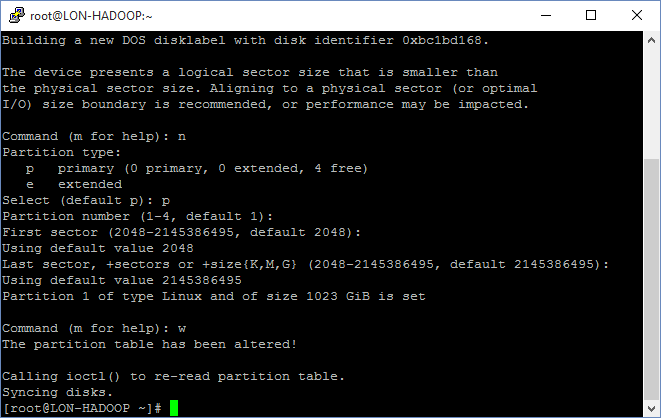 root@LON-HADOOP:~
Building a new DOS disklabel with disk identifier 0xbc1bd168.
The device presents a logical sector size that is smaller than
the physical sector size. Aligning to a physical sector (or optimal
I/O) size boundary is recommended, or performance may be impacted.
Command (m for help): n
Partition type:
   p   primary (0 primary, 0 extended, 4 free)
   e   extended
Select (default p): p
Partition number (1-4, default 1):
First sector (2048-2145386495, default 2048):
Using default value 2048
Last sector, +sectors or +size{K,M,G} (2048-2145386495, default 2145386495):
Using default value 2145386495
Partition 1 of type Linux and of size 1023 GiB is set
Command (m for help): w
The partition table has been altered!
Calling ioctl() to re-read partition table.
Syncing disks.
[root@LON-HADOOP ~]#